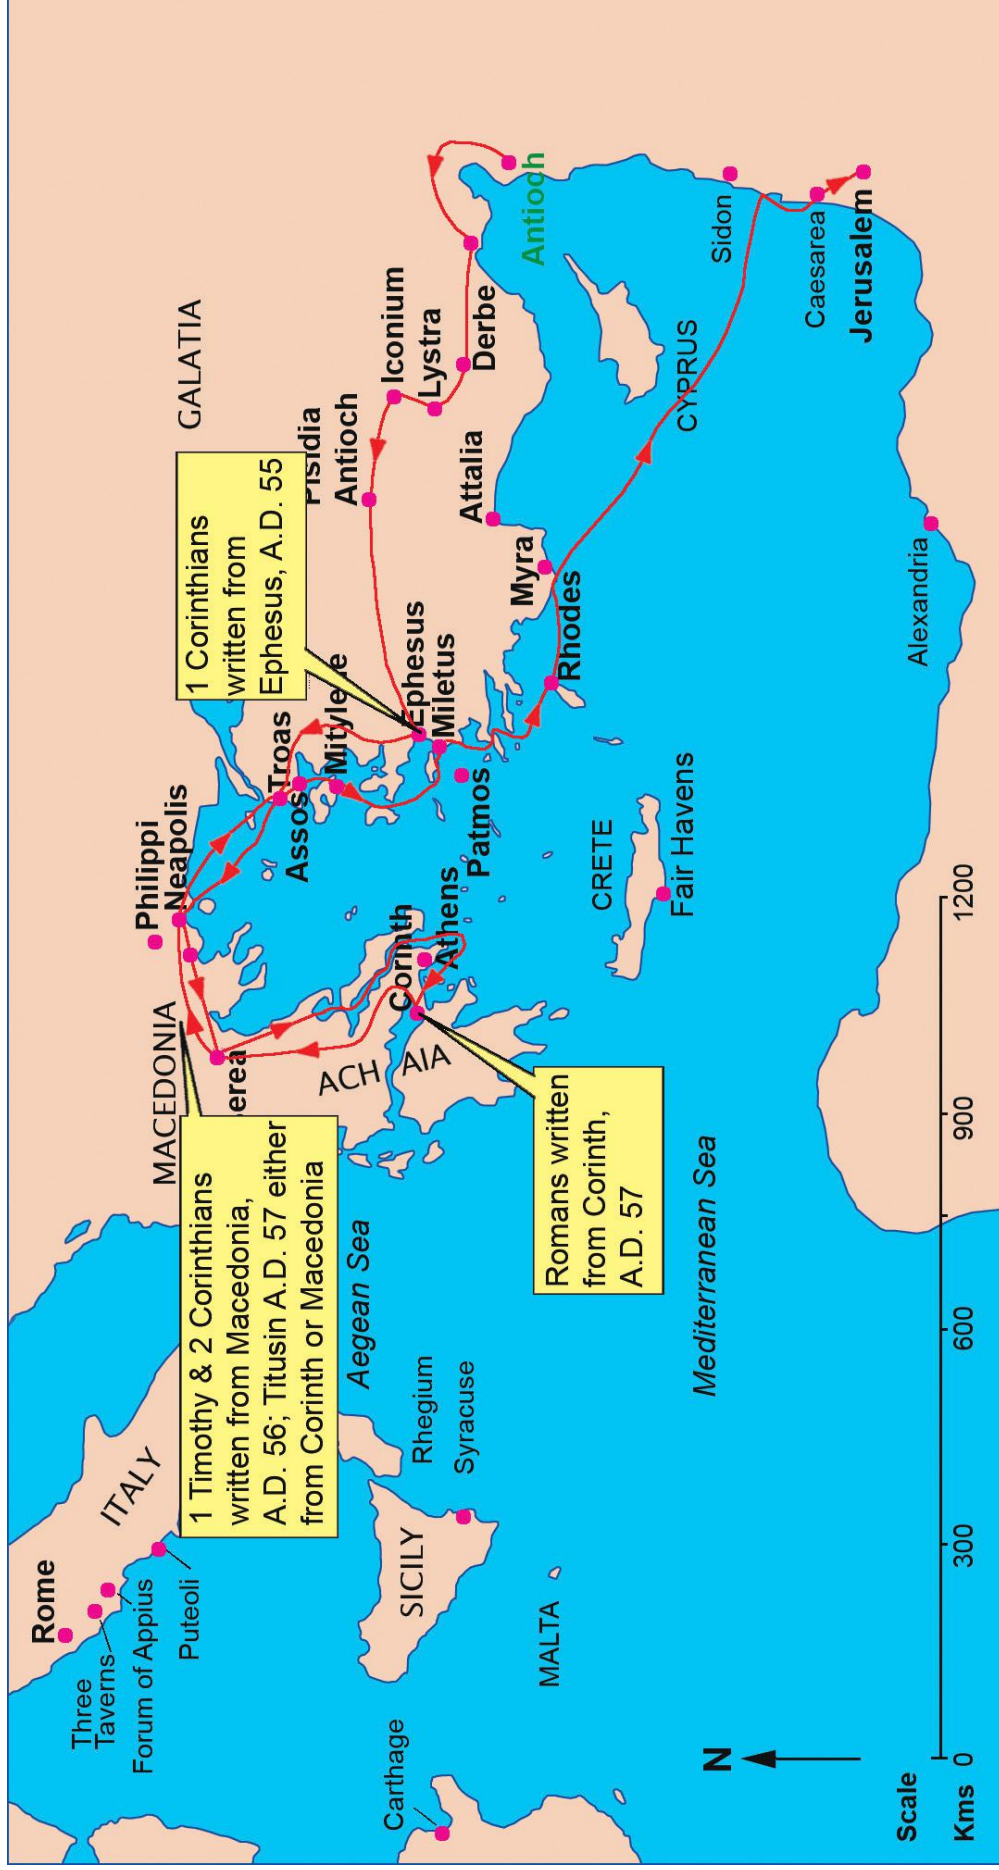 Rome
Three
Taverns
Forum of Appius
Puteoli
ITALY
1 Timothy & 2 Corinthians
written from Macedonia,
A.D. 56; Titusin A.D. 57 either
from Corinth or Macedonia
MACEDONIA
Philippi
Neapolis
erea
1 Corinthians
written from
Ephesus, A.D. 55
GALATIA
Pisidia
Antioch
Iconium
Lystra
Derbe
Antioch
Troas
Assos
Mitylene
Ephesus
Miletus
Patmos
Attalia
Myra
Rhodes
ACHAIA
Corinth
Athens
Romans written
from Corinth,
A.D. 57
Aegean Sea
Rhegium
Syracuse
SICILY
MALTA
Carthage
CRETE
Fair Havens
CYPRUS
Sidon
Caesarea
Jerusalem
Alexandria
Mediterranean Sea
N
Scale
Kms
0 300 600 900 1200